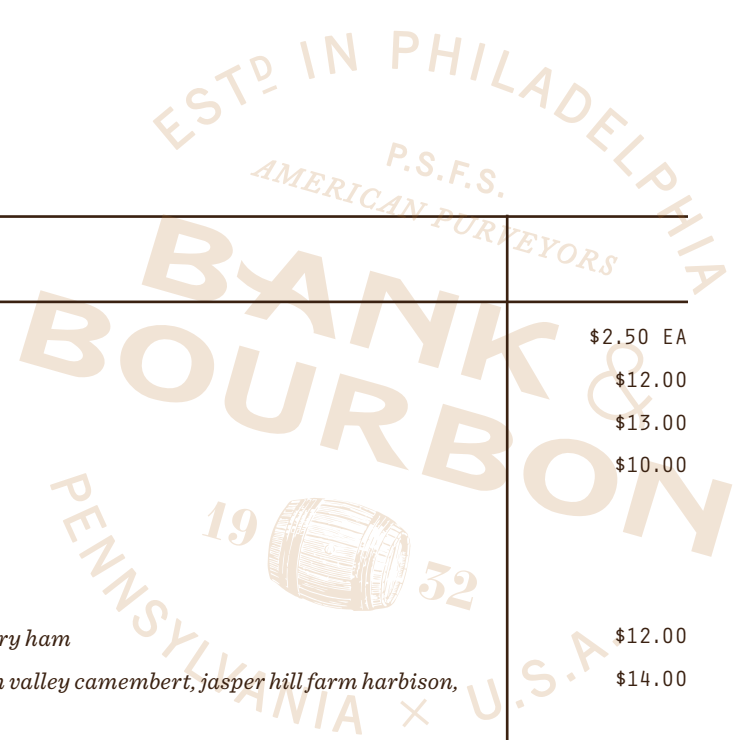 ESTD IN PHILADELPHIA
P.S.F.S.
AMERICAN PURVEYORS
BANK &
BOURBON
19 32
PENNSYLVANIA × U.S.A.
$2.50 EA
$12.00
$13.00
$10.00
ry ham $12.00
valley camembert, jasper hill farm harbison, $14.00